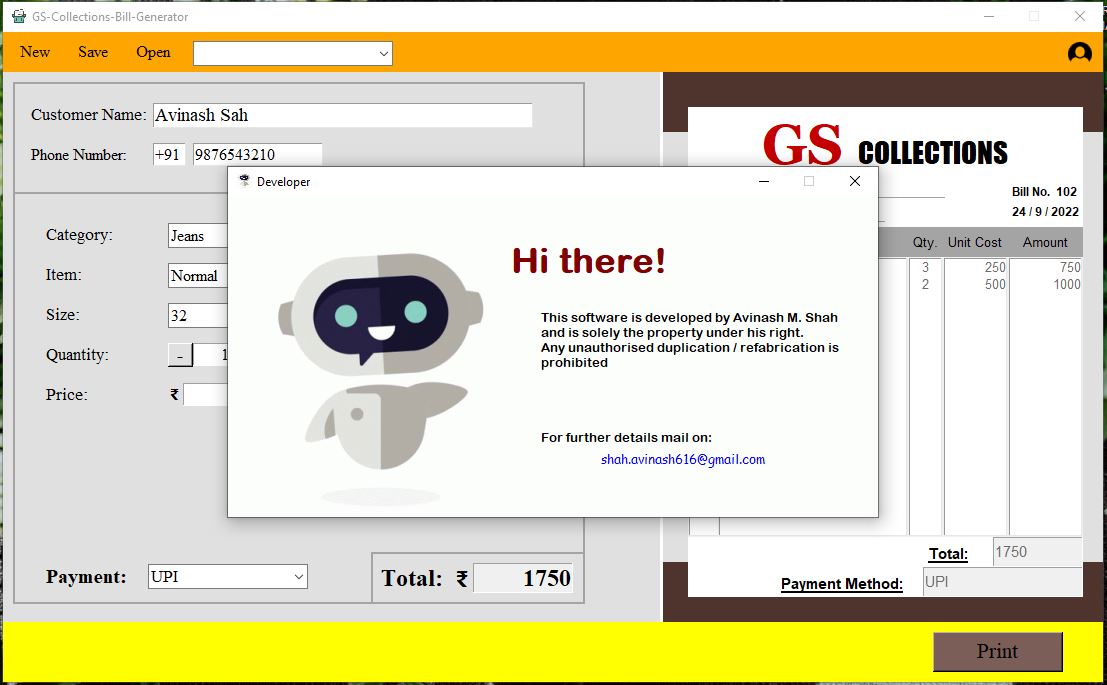 GS-Collections-Bill-Generator
New Save Open
Customer Name: Avinash Sah
Phone Number: +91 9876543210
GS COLLECTIONS
Bill No. 102
24 / 9 / 2022
Developer
Hi there!
This software is developed by Avinash M. Shah
and is solely the property under his right.
Any unauthorised duplication / refabrication is
prohibited
For further details mail on:
shah.avinash616@gmail.com
Category: Jeans
Item: Normal
Size: 32
Quantity: - 1
Price: ₹
Qty. Unit Cost Amount
3 250 750
2 500 1000
Payment: UPI
Total: ₹ 1750
Total: 1750
Payment Method: UPI
Print